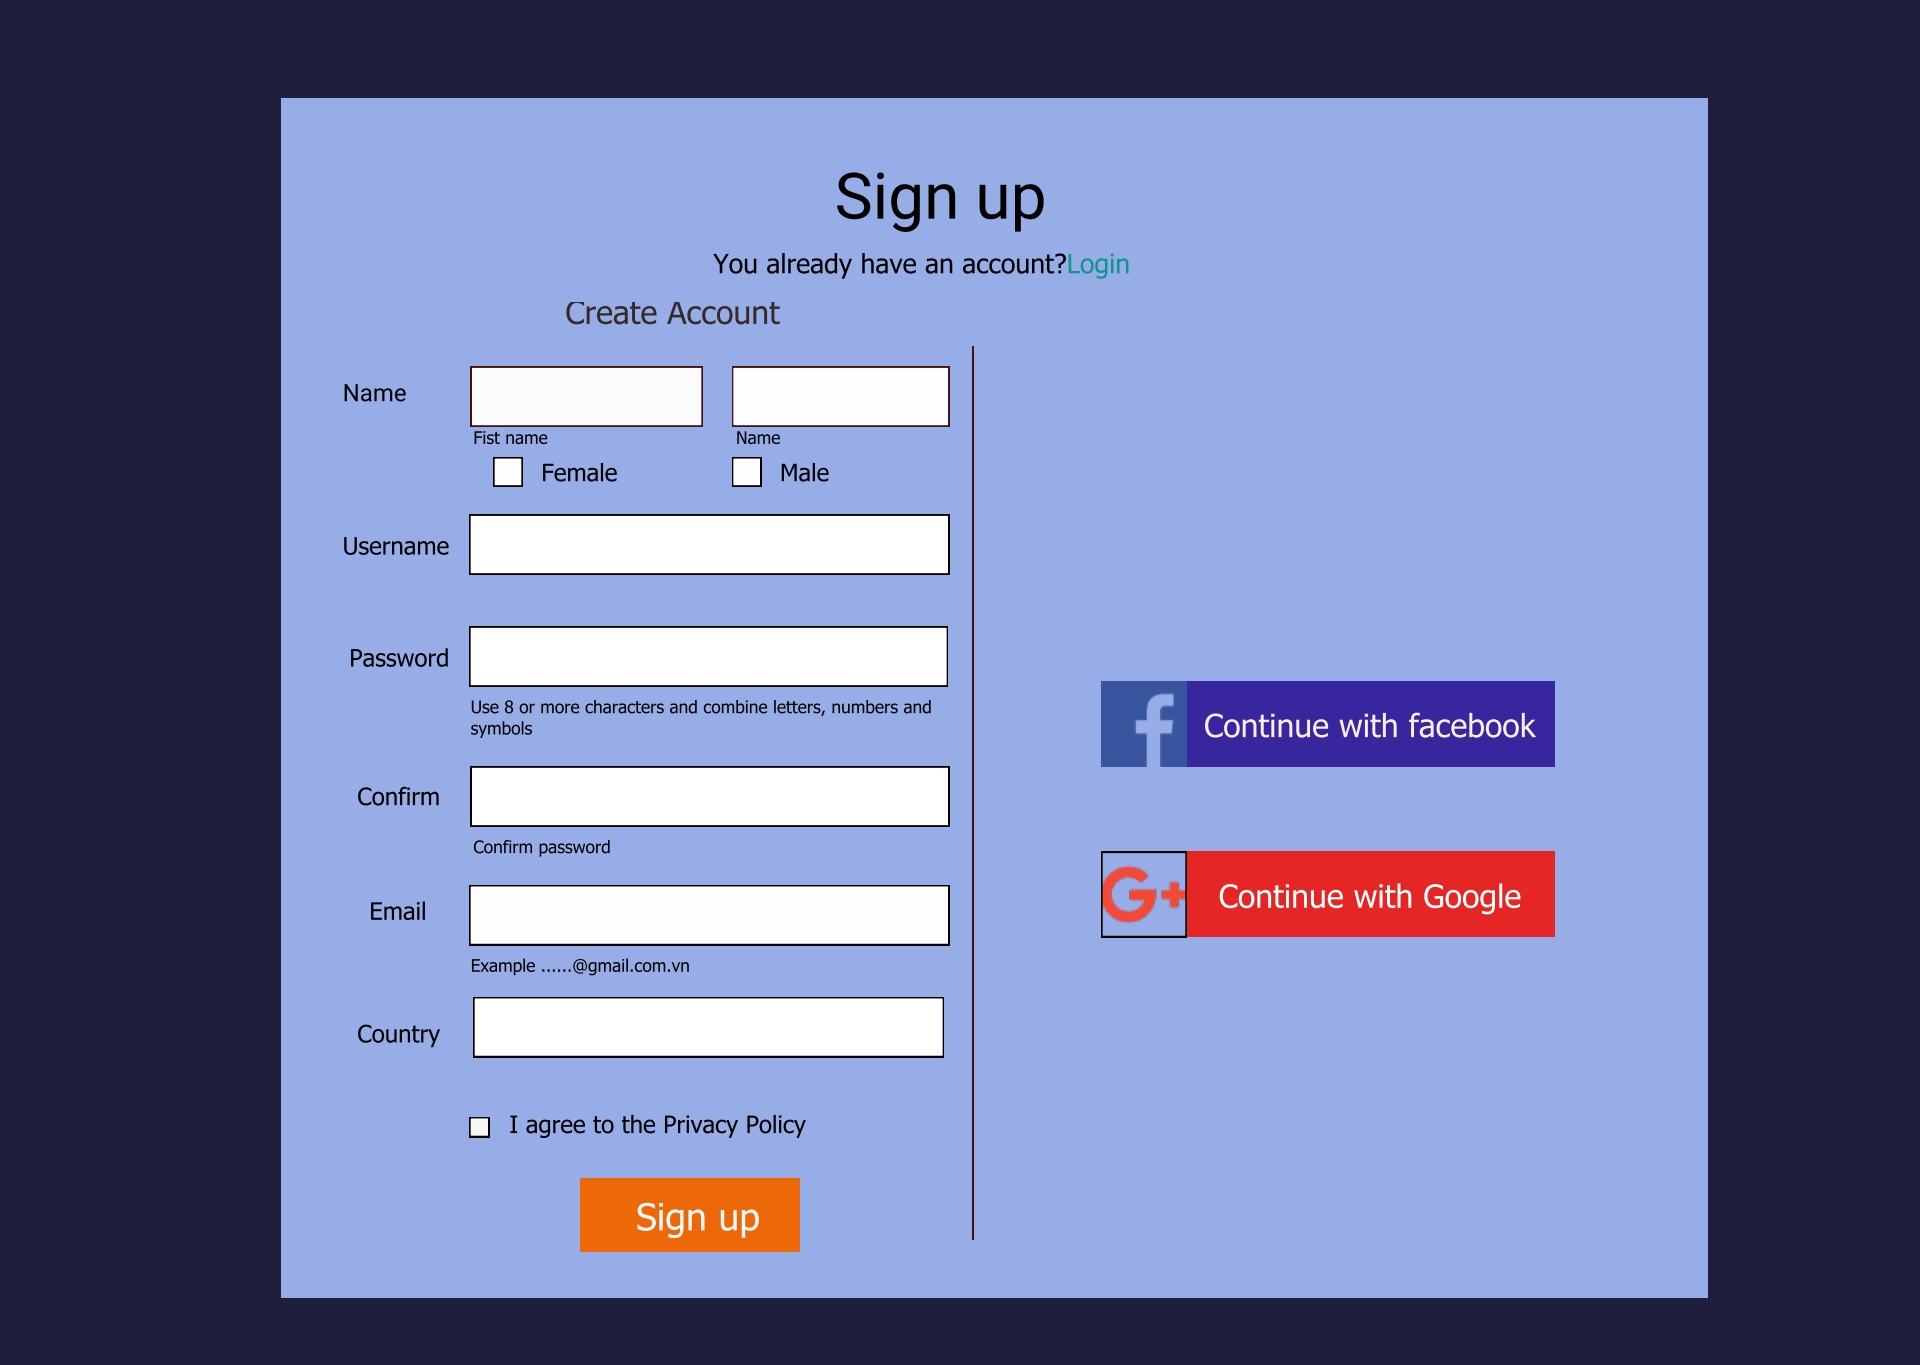 Sign up
You already have an account?Login
Create Account
Name
Fist name
Name
Female
Male
Username
Password
Use 8 or more characters and combine letters, numbers and
symbols
Confirm
Confirm password
Email
Example ......@gmail.com.vn
Country
I agree to the Privacy Policy
Sign up
f Continue with facebook
G+ Continue with Google